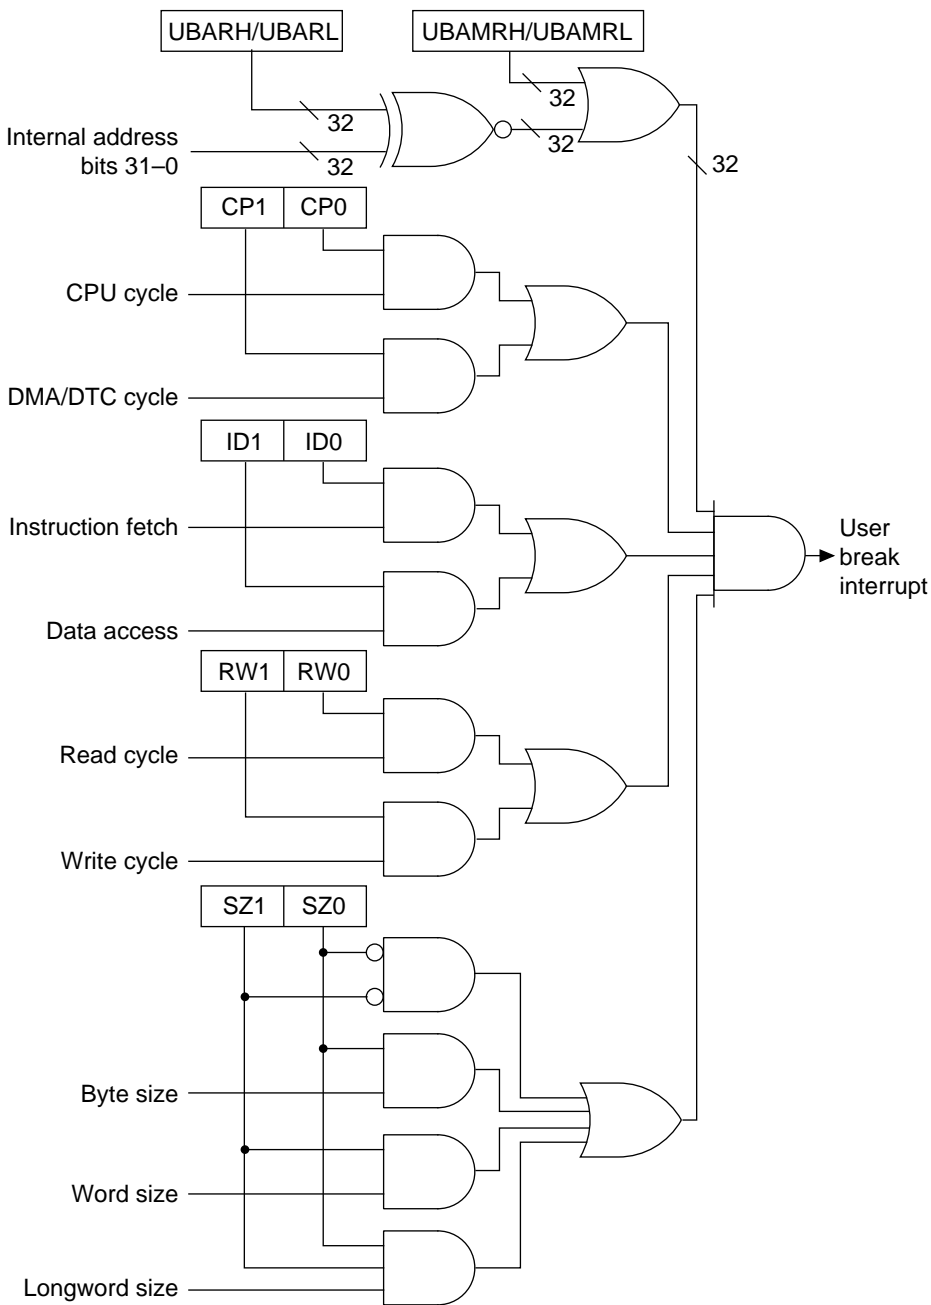 UBARH/UBARL
UBAMRH/UBAMRL
32
32
32
32
32
Internal address
bits 31–0
CP1 CP0
CPU cycle
DMA/DTC cycle
ID1 ID0
Instruction fetch
User
break
interrupt
Data access
RW1 RW0
Read cycle
Write cycle
SZ1 SZ0
Byte size
Word size
Longword size